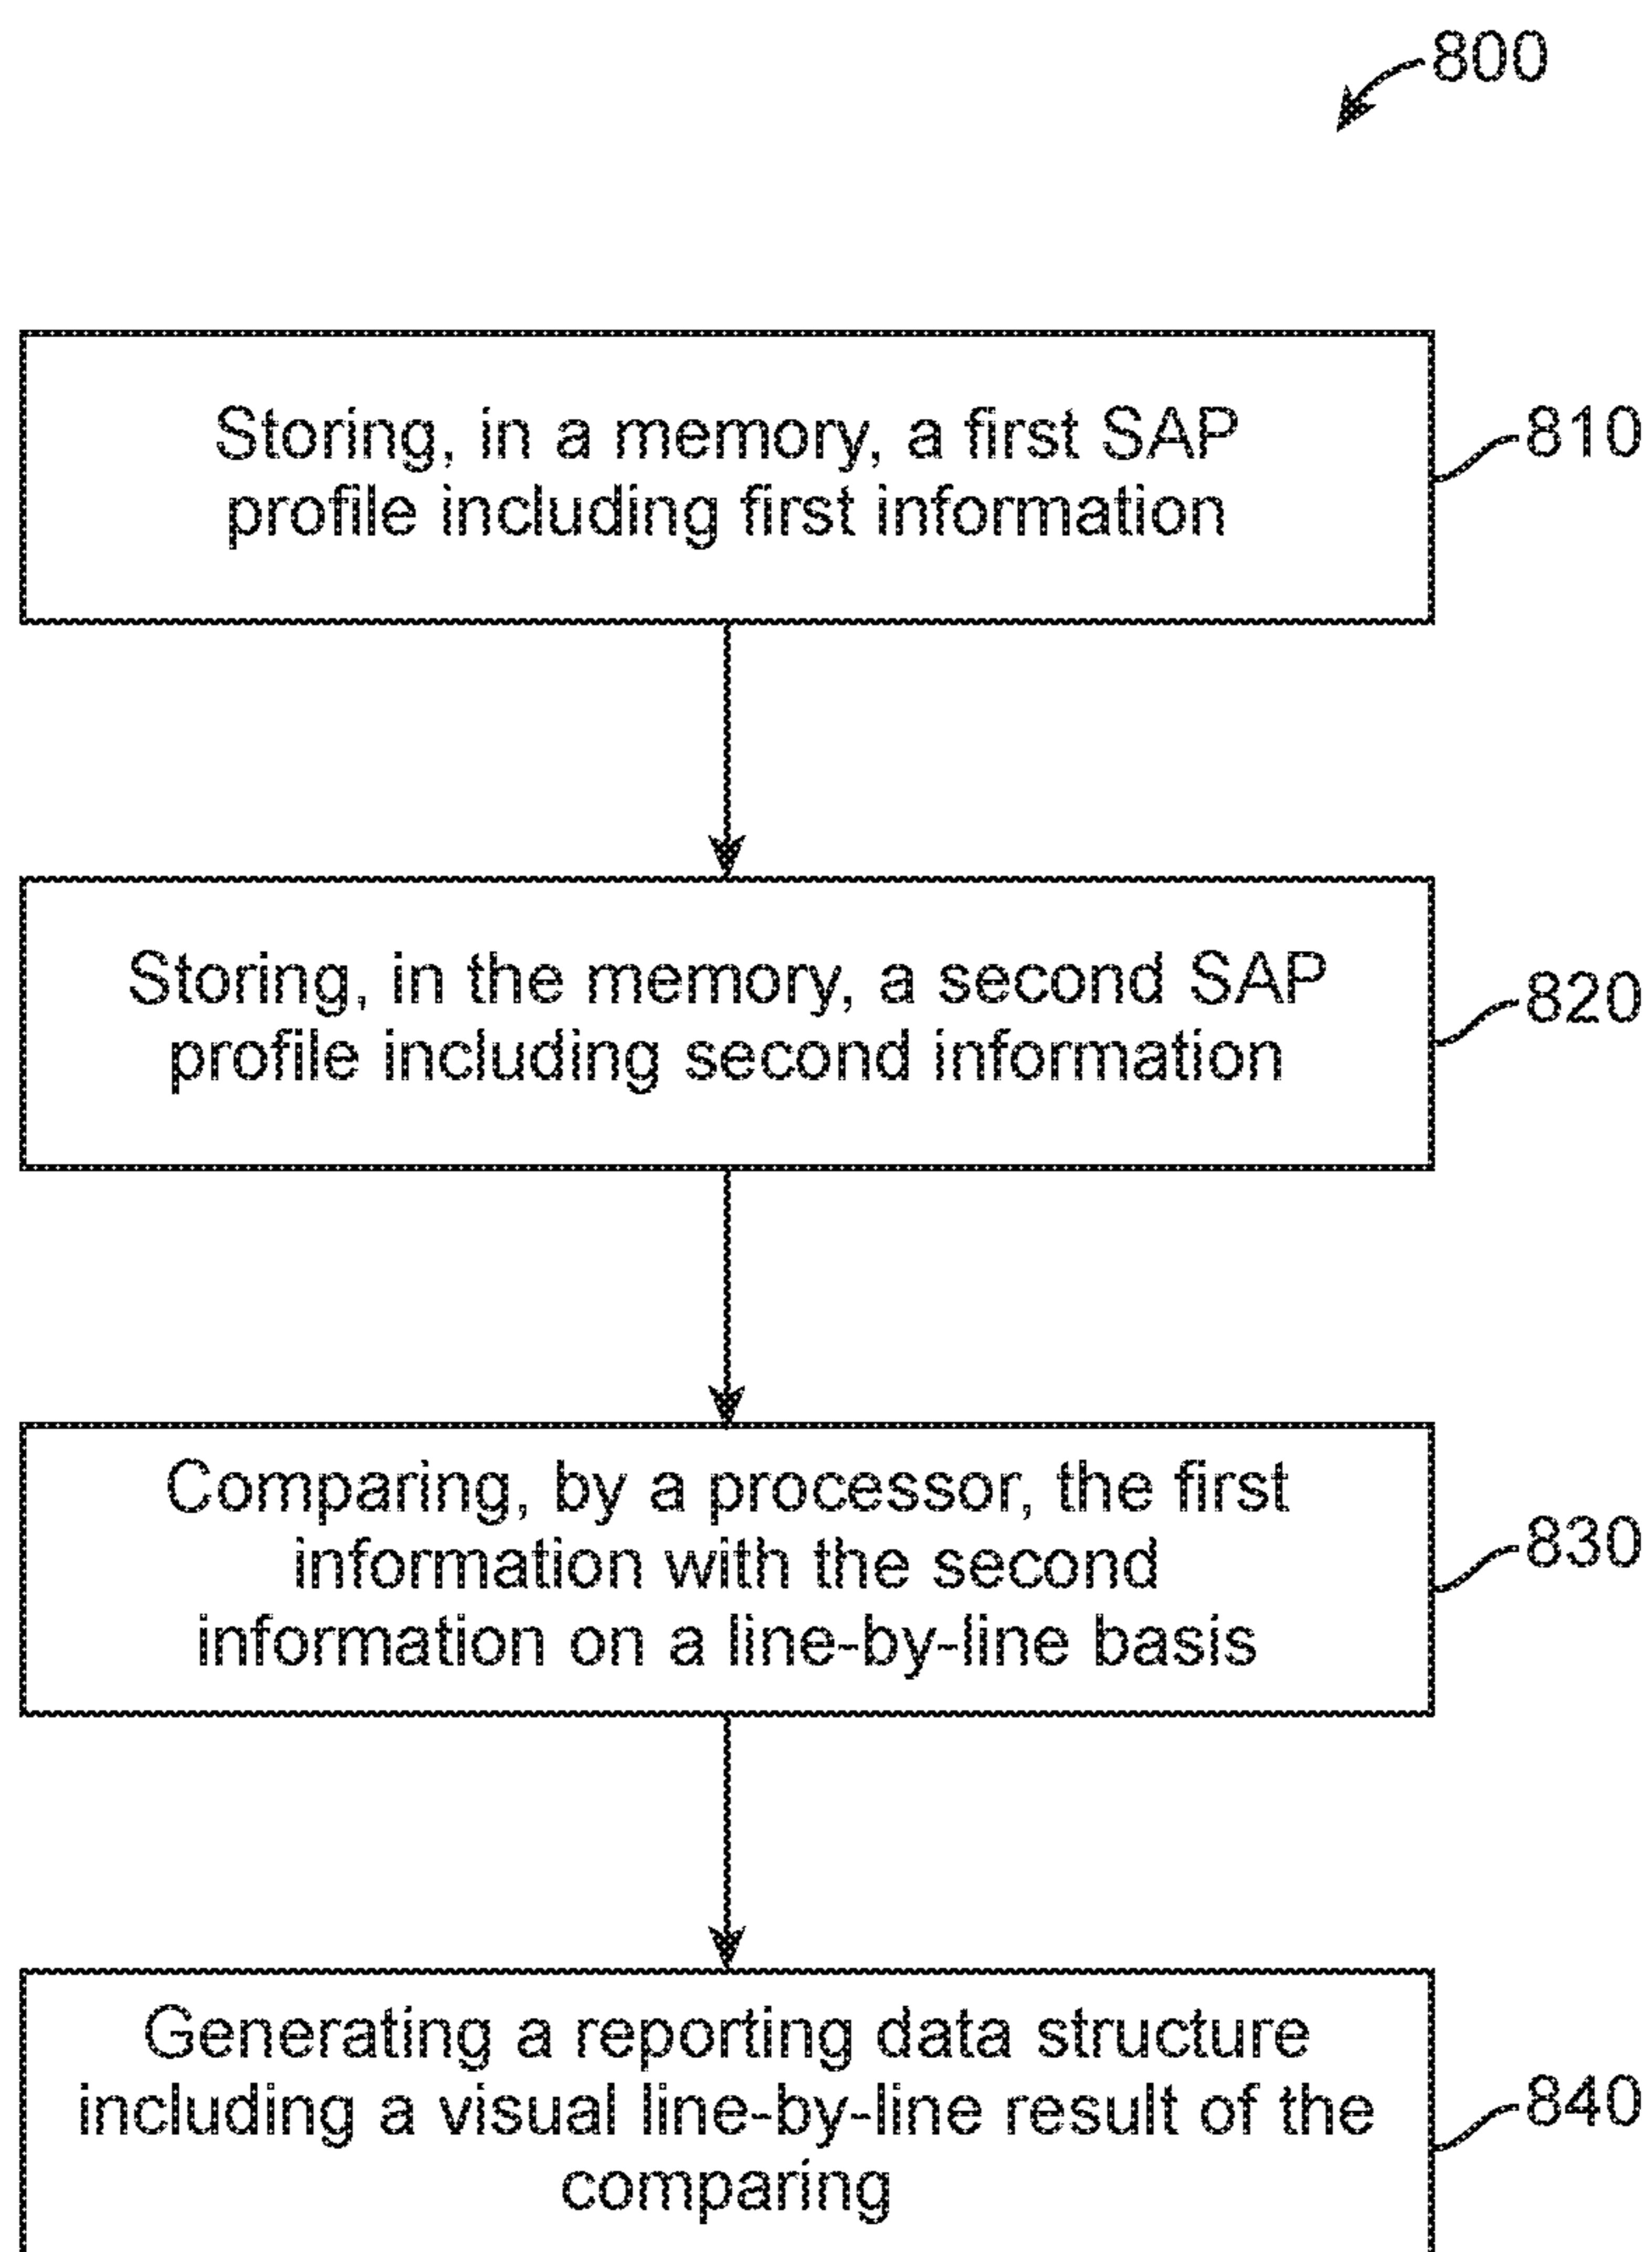 800
Storing, in a memory, a first SAP
profile including first information
810
Storing, in the memory, a second SAP
profile including second information
820
Comparing, by a processor, the first
information with the second
information on a line-by-line basis
830
Generating a reporting data structure
including a visual line-by-line result of the
comparing
840